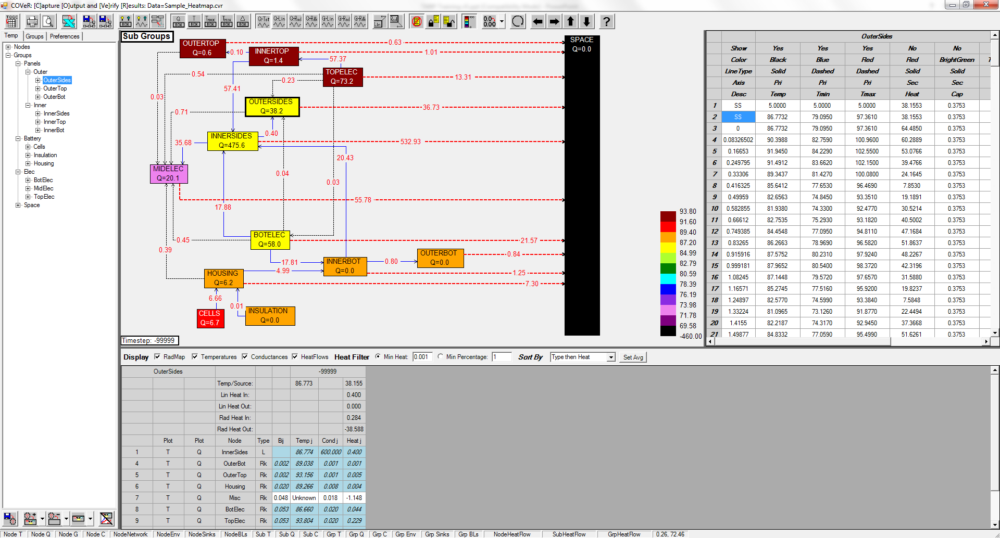 COVeR: [C]apture [O]utput and [Ve]rify [R]esults: Data=Sample_Heatmap.cvr
Temp Groups Preferences
Nodes
Groups
Panels
Outer
OuterSides
OuterTop
OuterBot
Inner
InnerSides
InnerTop
InnerBot
Battery
Cells
Insulation
Housing
Elec
BotElec
MidElec
TopElec
Space
TQGC
Q BOX T BOX TMAX BOX TMIN BOX Δ BOX Q-Tot Q-Lin Q-Rad Q-Rdk G-Lin G-Rad G-Rdk Lin Rad 0.0 0.00 ?
Sub Groups
OUTERTOP
Q=0.6
0.63
SPACE
Q=0.0
0.10
INNERTOP
Q=1.4
1.01
57.37
TOPELEC
Q=73.2
0.54
0.23
13.31
57.41
0.03
OUTERSIDES
Q=38.2
36.73
0.71
INNERSIDES
Q=475.6
0.40
35.68
532.93
20.43
MIDELEC
Q=20.1
0.04
0.03
55.78
17.88
BOTELEC
Q=58.0
0.45
21.57
0.39
OUTERBOT
Q=0.0
0.84
17.81
INNERBOT
Q=0.0
0.80
4.99
1.25
HOUSING
Q=6.2
7.30
6.66
0.01
CELLS
Q=6.7
INSULATION
Q=0.0
93.80
91.60
89.40
87.20
84.99
82.79
80.59
78.39
76.19
73.98
71.78
69.58
-460.00
Timestep: -99999
OuterSides
Show Yes Yes Yes No No
Color Black Blue Red Red BrightGreen
LineType Solid Dashed Dashed Solid Solid
Axis Pri Pri Pri Sec Sec
Desc Temp Tmin Tmax Heat Cap
1 SS 5.0000 5.0000 5.0000 38.1553 0.3753
2 SS 86.7732 79.0950 97.3610 38.1553 0.3753
3 0 86.7732 79.0950 97.3610 64.4850 0.3753
4 0.08326502 90.3988 82.7590 100.9600 60.2889 0.3753
5 0.16653 91.9450 84.2290 102.5500 53.0766 0.3753
6 0.249795 91.4912 83.6620 102.1500 39.4766 0.3753
7 0.33306 89.3437 81.4270 100.0800 24.1645 0.3753
8 0.416325 85.6412 77.6530 96.4690 7.8530 0.3753
9 0.49959 82.6563 74.8450 93.3510 19.1891 0.3753
10 0.582855 81.9380 74.3300 92.4770 30.5214 0.3753
11 0.66612 82.7535 75.2930 93.1820 40.5002 0.3753
12 0.749385 84.4548 77.0950 94.8110 47.1684 0.3753
13 0.83265 86.2663 78.9690 96.5820 51.8637 0.3753
14 0.915916 87.5752 80.2310 97.9240 48.2267 0.3753
15 0.999181 87.9652 80.5400 98.3720 42.3196 0.3753
16 1.08245 87.1448 79.5720 97.6570 31.5880 0.3753
17 1.16571 85.2745 77.5160 95.9200 19.8237 0.3753
18 1.24897 82.5770 74.5990 93.3840 7.5848 0.3753
19 1.33224 81.0965 73.1260 91.8770 22.4494 0.3753
20 1.4155 82.2187 74.3170 92.9450 37.3668 0.3753
21 1.49877 84.8332 77.0590 95.4990 51.6261 0.3753
Display RadMap Temperatures Conductances HeatFlows Heat Filter Min Heat: 0.001 Min Percentage: 1 Sort By Type then Heat Set Avg
OuterSides -99999
Temp/Source: 86.773 38.155
Lin Heat In: 0.400
Lin Heat Out: 0.000
Rad Heat In: 0.284
Rad Heat Out: -38.588
Plot Plot Node Type Bij Temp j Cond j Heat j
1 T Q InnerSides L 86.774 600.000 0.400
4 T Q OuterBot Rk 0.002 89.038 0.001 0.001
5 T Q OuterTop Rk 0.002 93.156 0.001 0.005
6 T Q Housing Rk 0.020 89.266 0.008 0.004
7 T Q Misc Rk 0.048 Unknown 0.018 -1.148
8 T Q BotElec Rk 0.053 86.660 0.020 0.044
9 T Q TopElec Rk 0.053 93.804 0.020 0.229
Node T Node Q Node G Node C NodeNetwork NodeEnv NodeSinks NodeBLs Sub T Sub Q Sub C Grp T Grp Q Grp C Grp Env Grp Sinks Grp BLs NodeHeatFlow SubHeatFlow GrpHeatFlow 0.26, 72.46